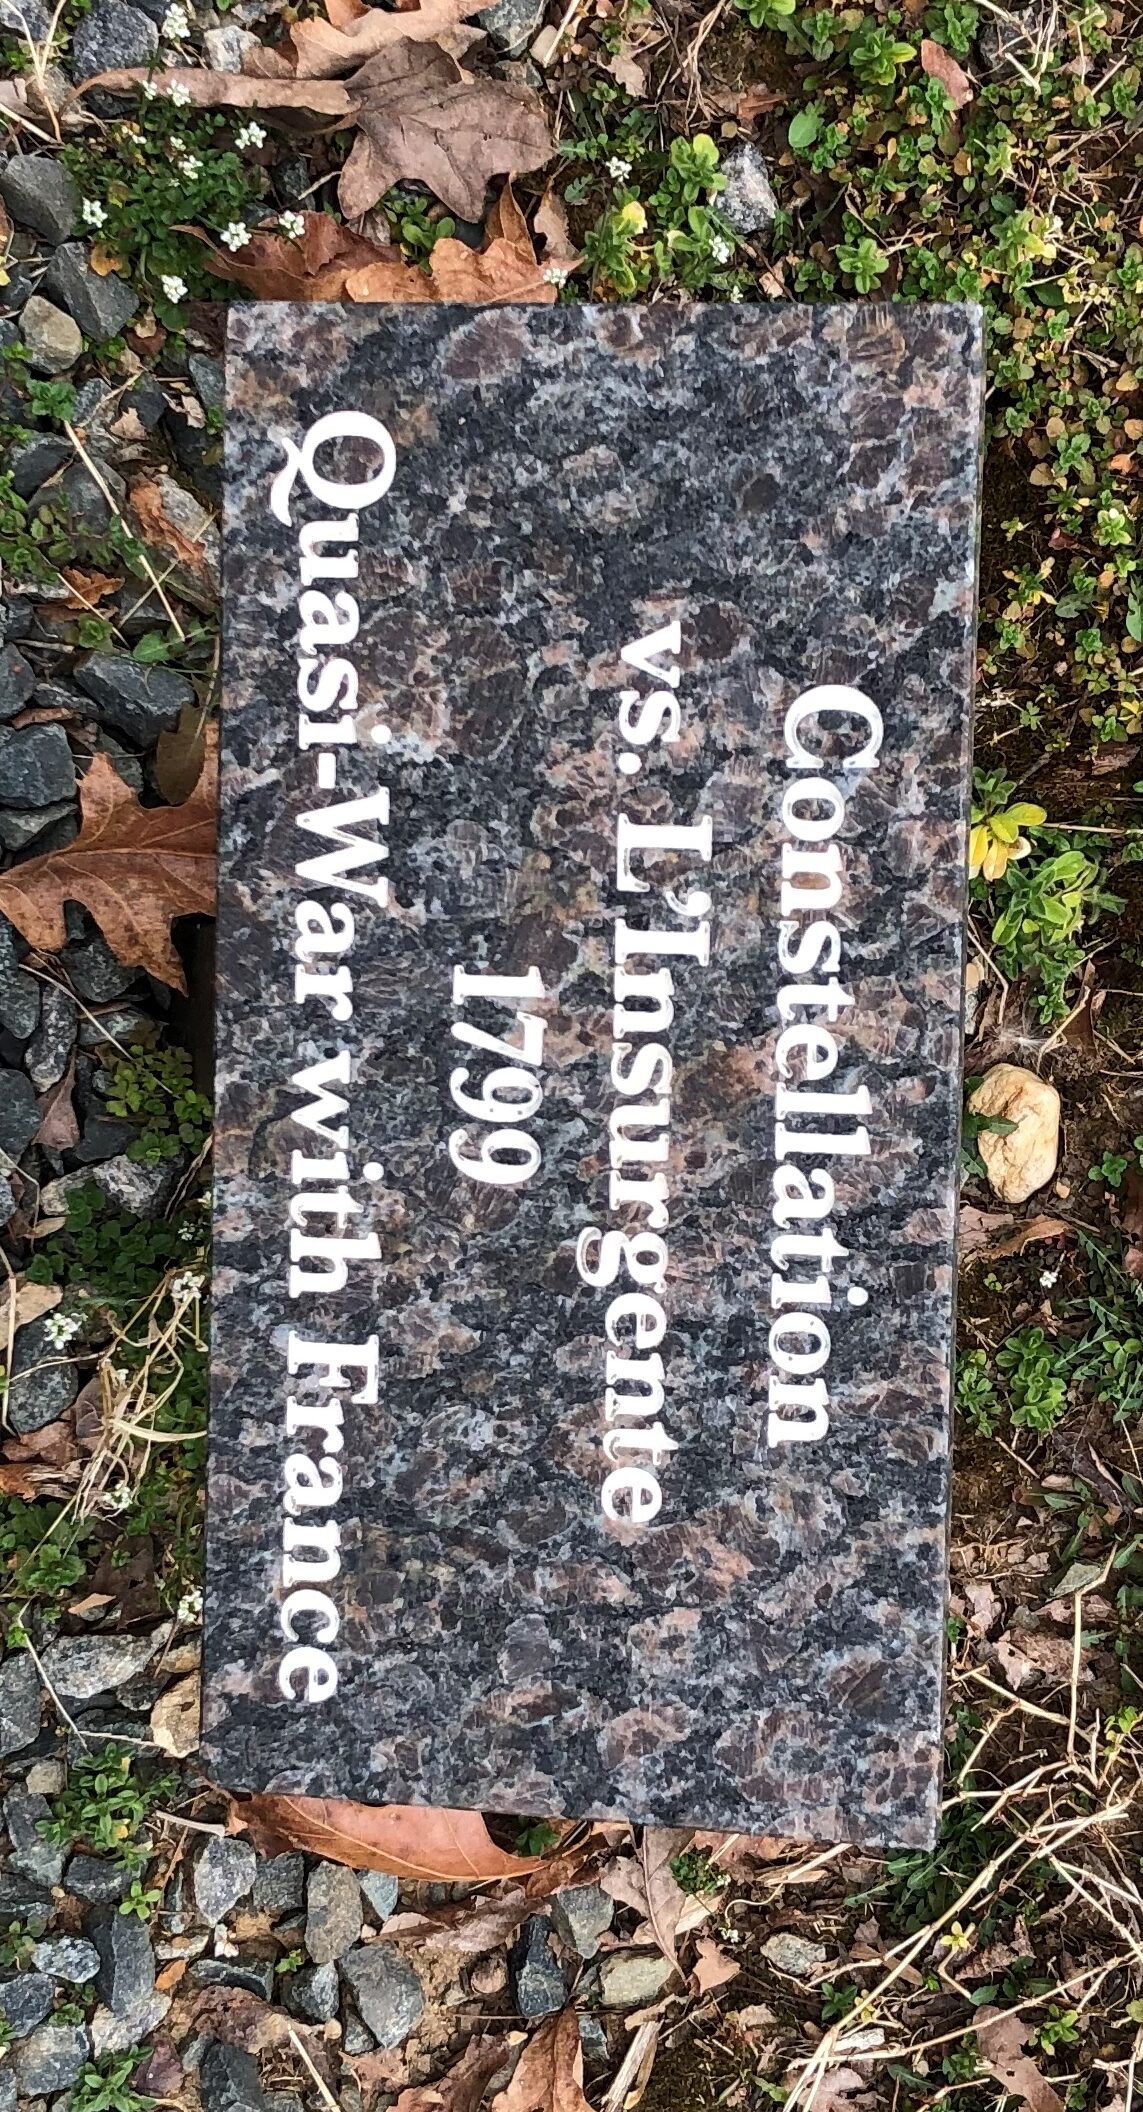 Constellation
vs. L'Insurgente
1799
Quasi-War with France